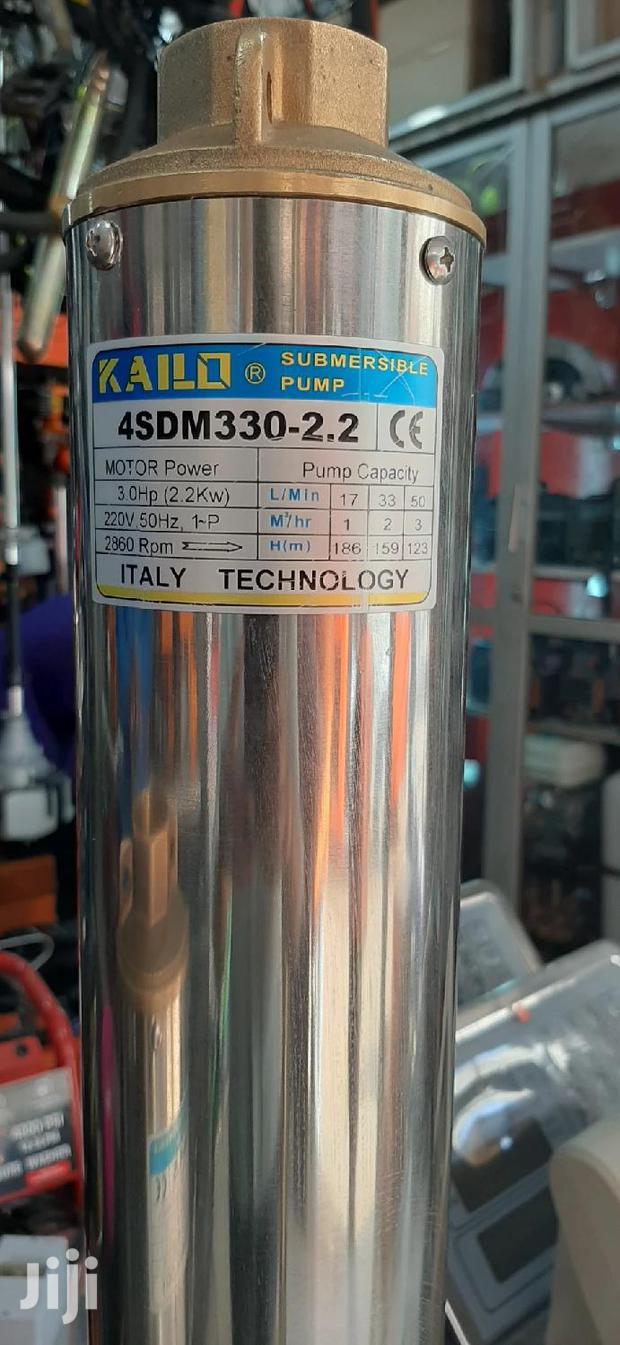 KAILO ® SUBMERSIBLE
PUMP
4SDM330-2.2 CE
MOTOR Power Pump Capacity
3.0Hp (2.2Kw) L/Min 17 33 50
220V,50Hz, 1~P M³/hr 1 2 3
2860 Rpm H(m) 186 159 123
ITALY TECHNOLOGY
WASHER
Jiji